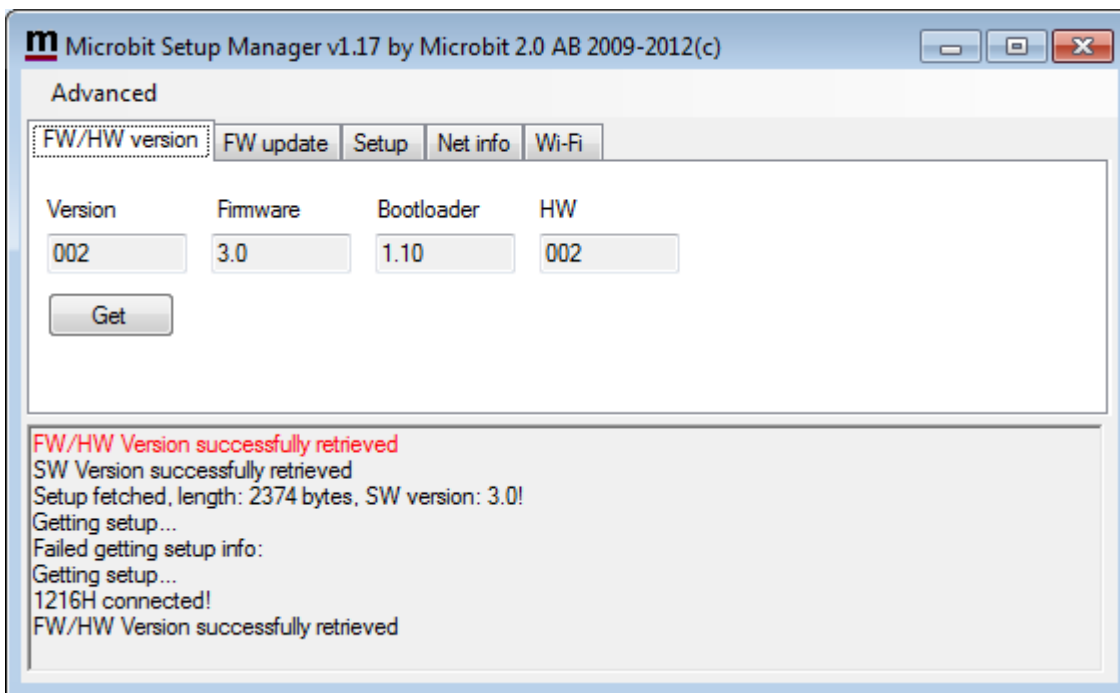 m Microbit Setup Manager v1.17 by Microbit 2.0 AB 2009-2012(c)
Advanced
FW/HW version FW update Setup Net info Wi-Fi
Version Firmware Bootloader HW
002 3.0 1.10 002
Get
FW/HW Version successfully retrieved
SW Version successfully retrieved
Setup fetched, length: 2374 bytes, SW version: 3.0!
Getting setup...
Failed getting setup info:
Getting setup...
1216H connected!
FW/HW Version successfully retrieved